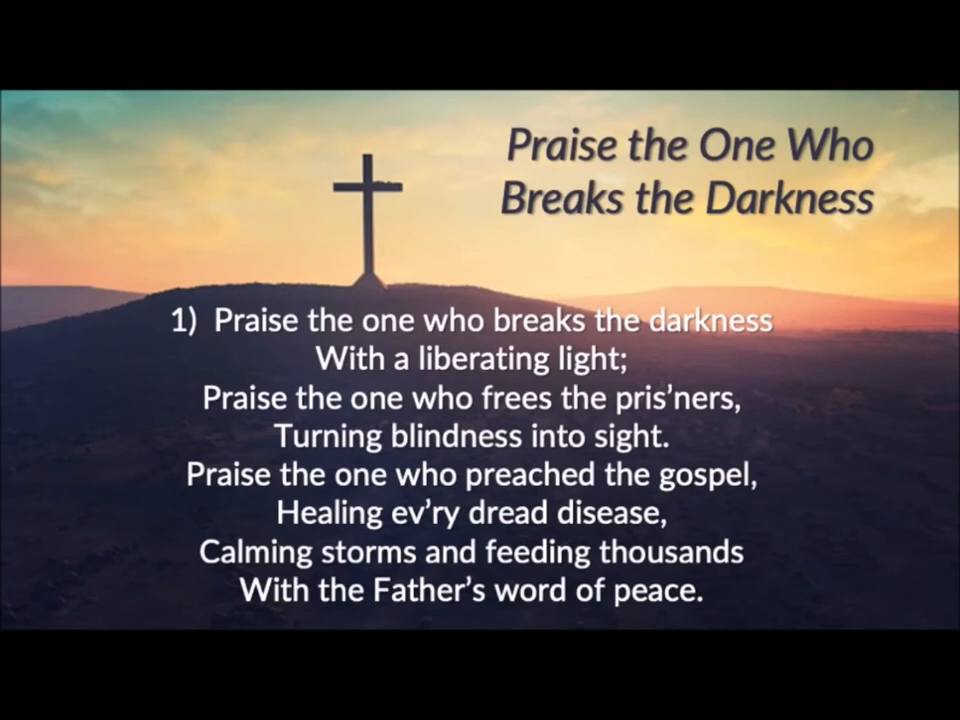 Praise the One Who
Breaks the Darkness
1) Praise the one who breaks the darkness
With a liberating light;
Praise the one who frees the pris’ners,
Turning blindness into sight.
Praise the one who preached the gospel,
Healing ev’ry dread disease,
Calming storms and feeding thousands
With the Father’s word of peace.